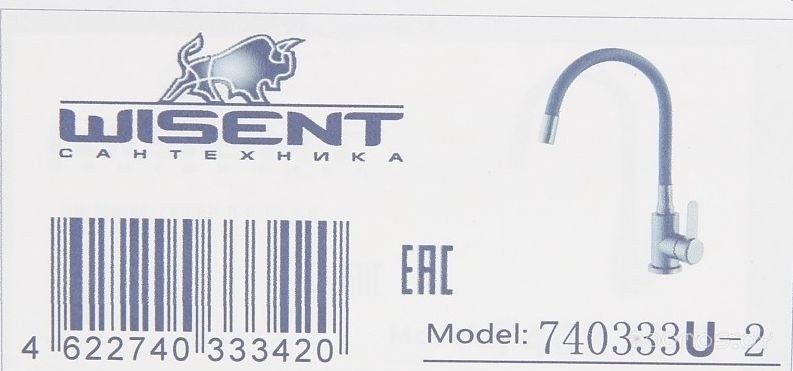 WISENT
САНТЕХНИКА
EAC
4 622740 333420
Model: 740333U-2